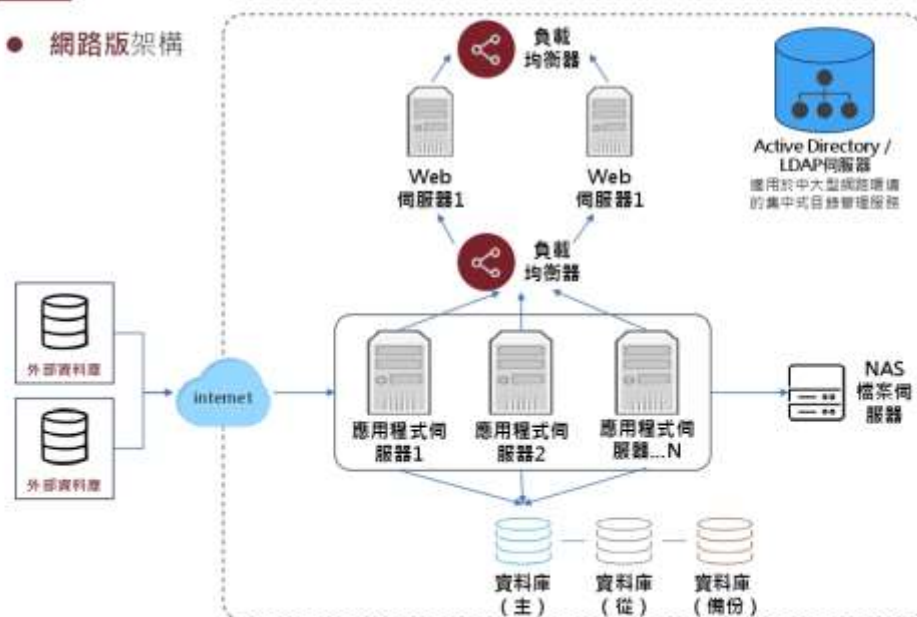 網路版架構
負載
均衡器
Web
伺服器1
Web
伺服器1
Active Directory /
LDAP伺服器
適用於中大型網路環境
的集中式目錄管理服務
負載
均衡器
外部資料庫
外部資料庫
internet
應用程式伺
服器1
應用程式伺
服器2
應用程式伺
服器...N
NAS
檔案伺
服器
資料庫
(主)
資料庫
(從)
資料庫
(備份)